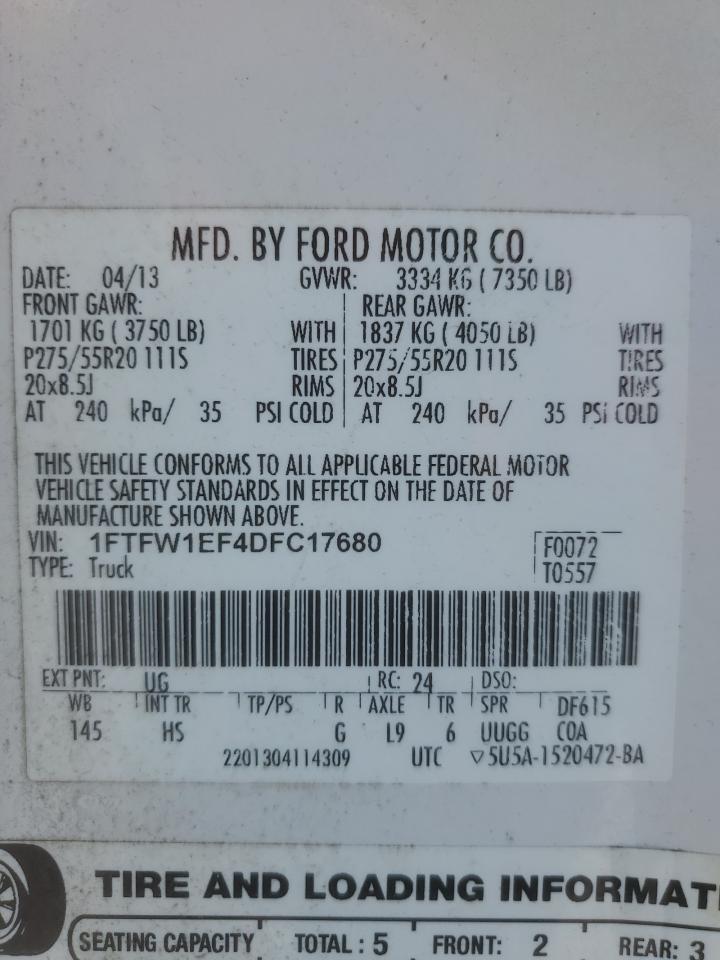 MFD. BY FORD MOTOR CO.
DATE: 04/13 GVWR: 3334 KG ( 7350 LB)
FRONT GAWR: REAR GAWR:
1701 KG ( 3750 LB) WITH 1837 KG ( 4050 LB) WITH
P275/55R20 111S TIRES P275/55R20 111S TIRES
20x8.5J RIMS 20x8.5J RIMS
AT 240 kPa/ 35 PSI COLD AT 240 kPa/ 35 PSI COLD
THIS VEHICLE CONFORMS TO ALL APPLICABLE FEDERAL MOTOR
VEHICLE SAFETY STANDARDS IN EFFECT ON THE DATE OF
MANUFACTURE SHOWN ABOVE.
VIN: 1FTFW1EF4DFC17680 F0072
TYPE: Truck T0557
EXT PNT: UG RC: 24 DSO:
WB INT TR TP/PS R AXLE TR SPR DF615
145 HS G L9 6 UUGG COA
2201304114309 UTC ▽5U5A-1520472-BA
TIRE AND LOADING INFORMATI
SEATING CAPACITY TOTAL : 5 FRONT: 2 REAR: 3